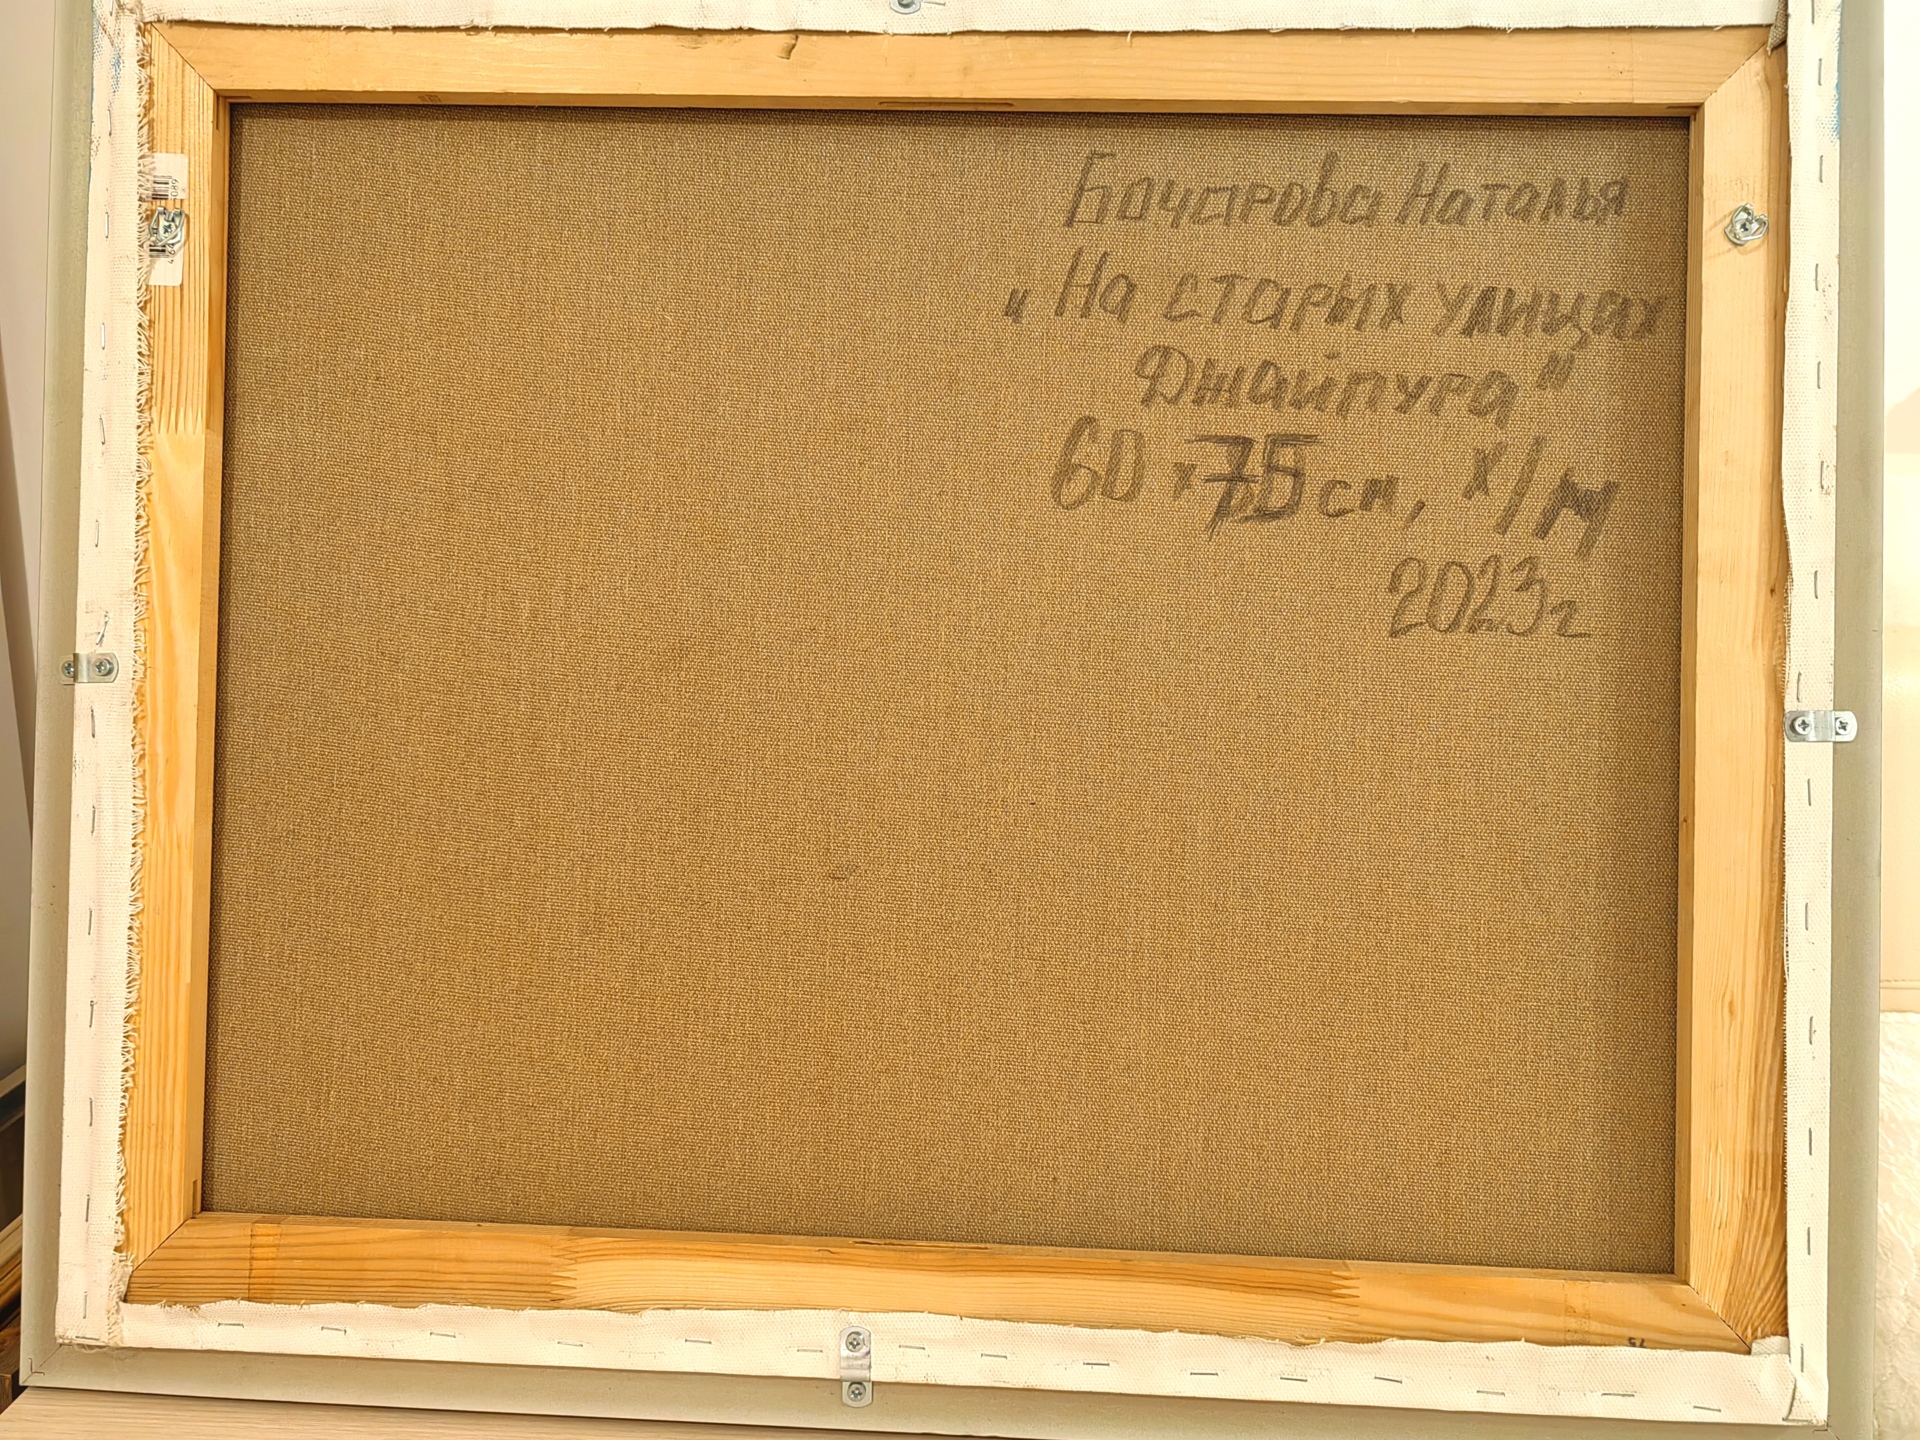 Бочарова Наталья
"На старых улицах
Джайпура"
60 x 75 см, х/м
2023г